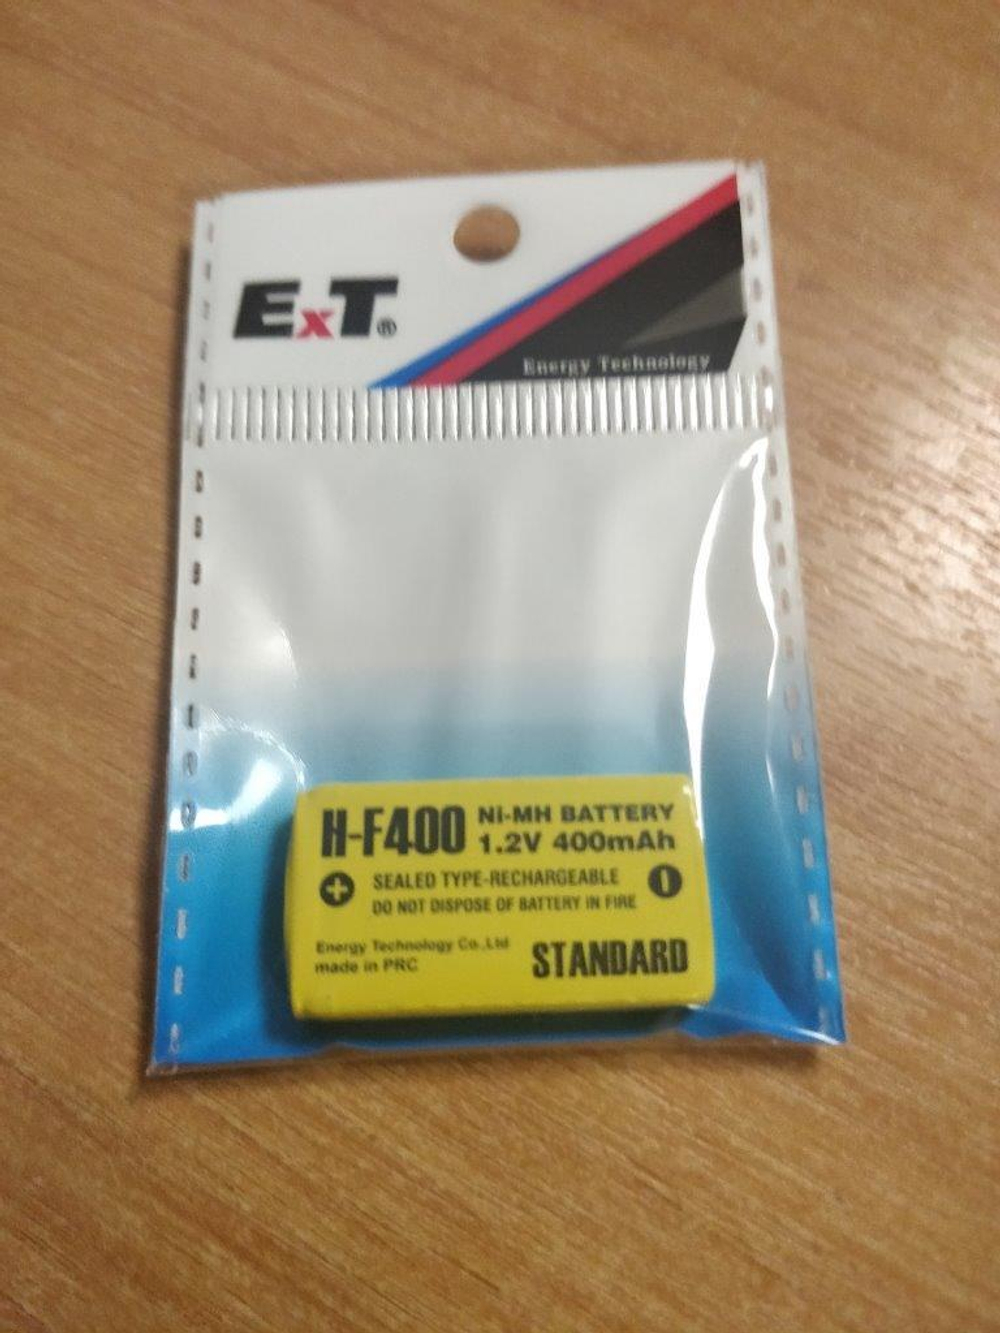 ExT®
Energy Technology
H-F400 Ni-MH BATTERY
1.2V 400mAh
SEALED TYPE-RECHARGEABLE
DO NOT DISPOSE OF BATTERY IN FIRE
Energy Technology Co.,Ltd
made in PRC
STANDARD